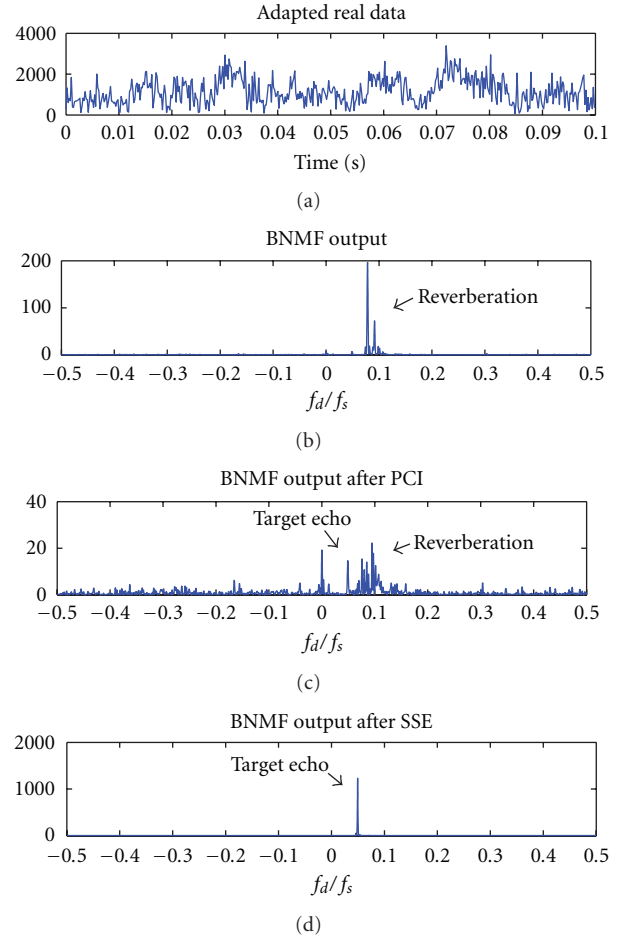 Adapted real data
4000
2000
0
0 0.01 0.02 0.03 0.04 0.05 0.06 0.07 0.08 0.09 0.1
Time (s)
(a)
BNMF output
200
100
0
Reverberation
−0.5 −0.4 −0.3 −0.2 −0.1 0 0.1 0.2 0.3 0.4 0.5
f_d/f_s
(b)
BNMF output after PCI
40
20
0
Target echo
Reverberation
−0.5 −0.4 −0.3 −0.2 −0.1 0 0.1 0.2 0.3 0.4 0.5
f_d/f_s
(c)
BNMF output after SSE
2000
1000
0
Target echo
−0.5 −0.4 −0.3 −0.2 −0.1 0 0.1 0.2 0.3 0.4 0.5
f_d/f_s
(d)